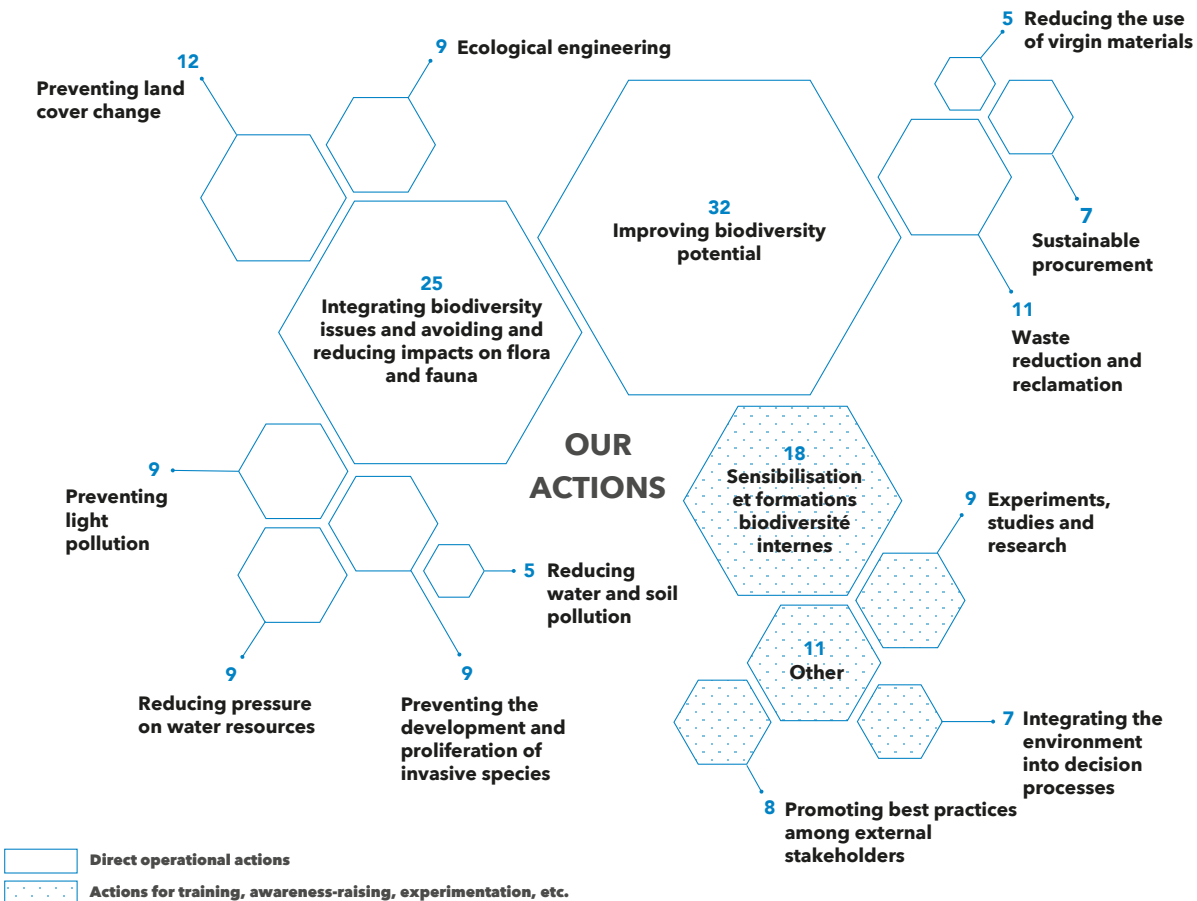 5 Reducing the use
of virgin materials
9 Ecological engineering
12
Preventing land
cover change
32
Improving biodiversity
potential
7
Sustainable
procurement
25
Integrating biodiversity
issues and avoiding and
reducing impacts on flora
and fauna
11
Waste
reduction and
reclamation
OUR
ACTIONS
18
Sensibilisation
et formations
biodiversité
internes
9
Preventing
light
pollution
9 Experiments,
studies and
research
5 Reducing
water and soil
pollution
9
Reducing pressure
on water resources
9
Preventing the
development and
proliferation of
invasive species
11
Other
7 Integrating the
environment
into decision
processes
8 Promoting best practices
among external
stakeholders
Direct operational actions
Actions for training, awareness-raising, experimentation, etc.